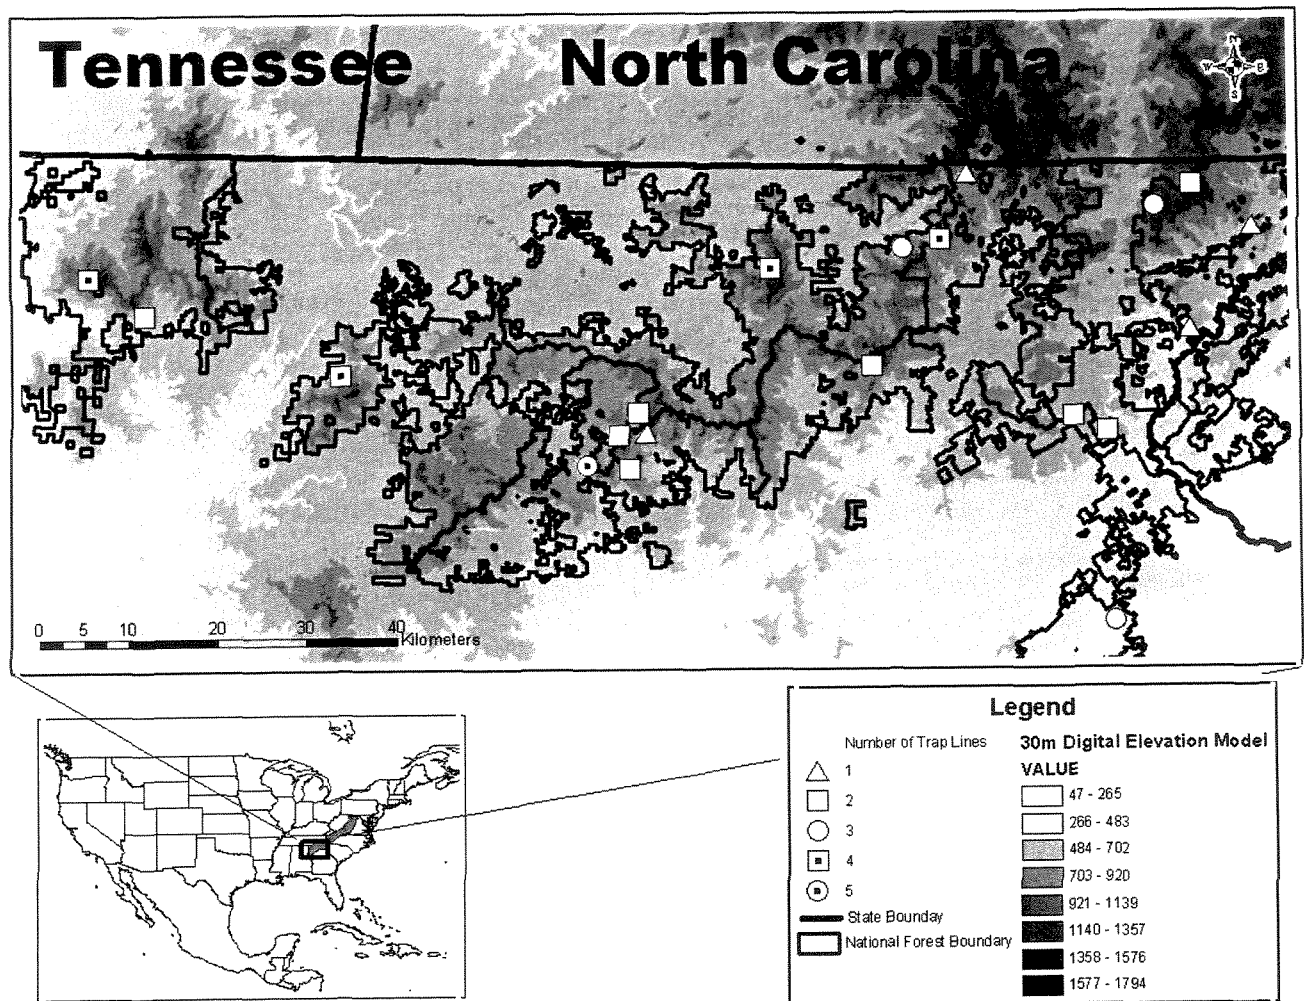 Tennessee North Carolina
N
W E
S
0 5 10 20 30 40
Kilometers
Legend
Number of Trap Lines
1
2
3
4
5
State Bounday
National Forest Boundary
30m Digital Elevation Model
VALUE
47 - 265
266 - 483
484 - 702
703 - 920
921 - 1139
1140 - 1357
1358 - 1576
1577 - 1794